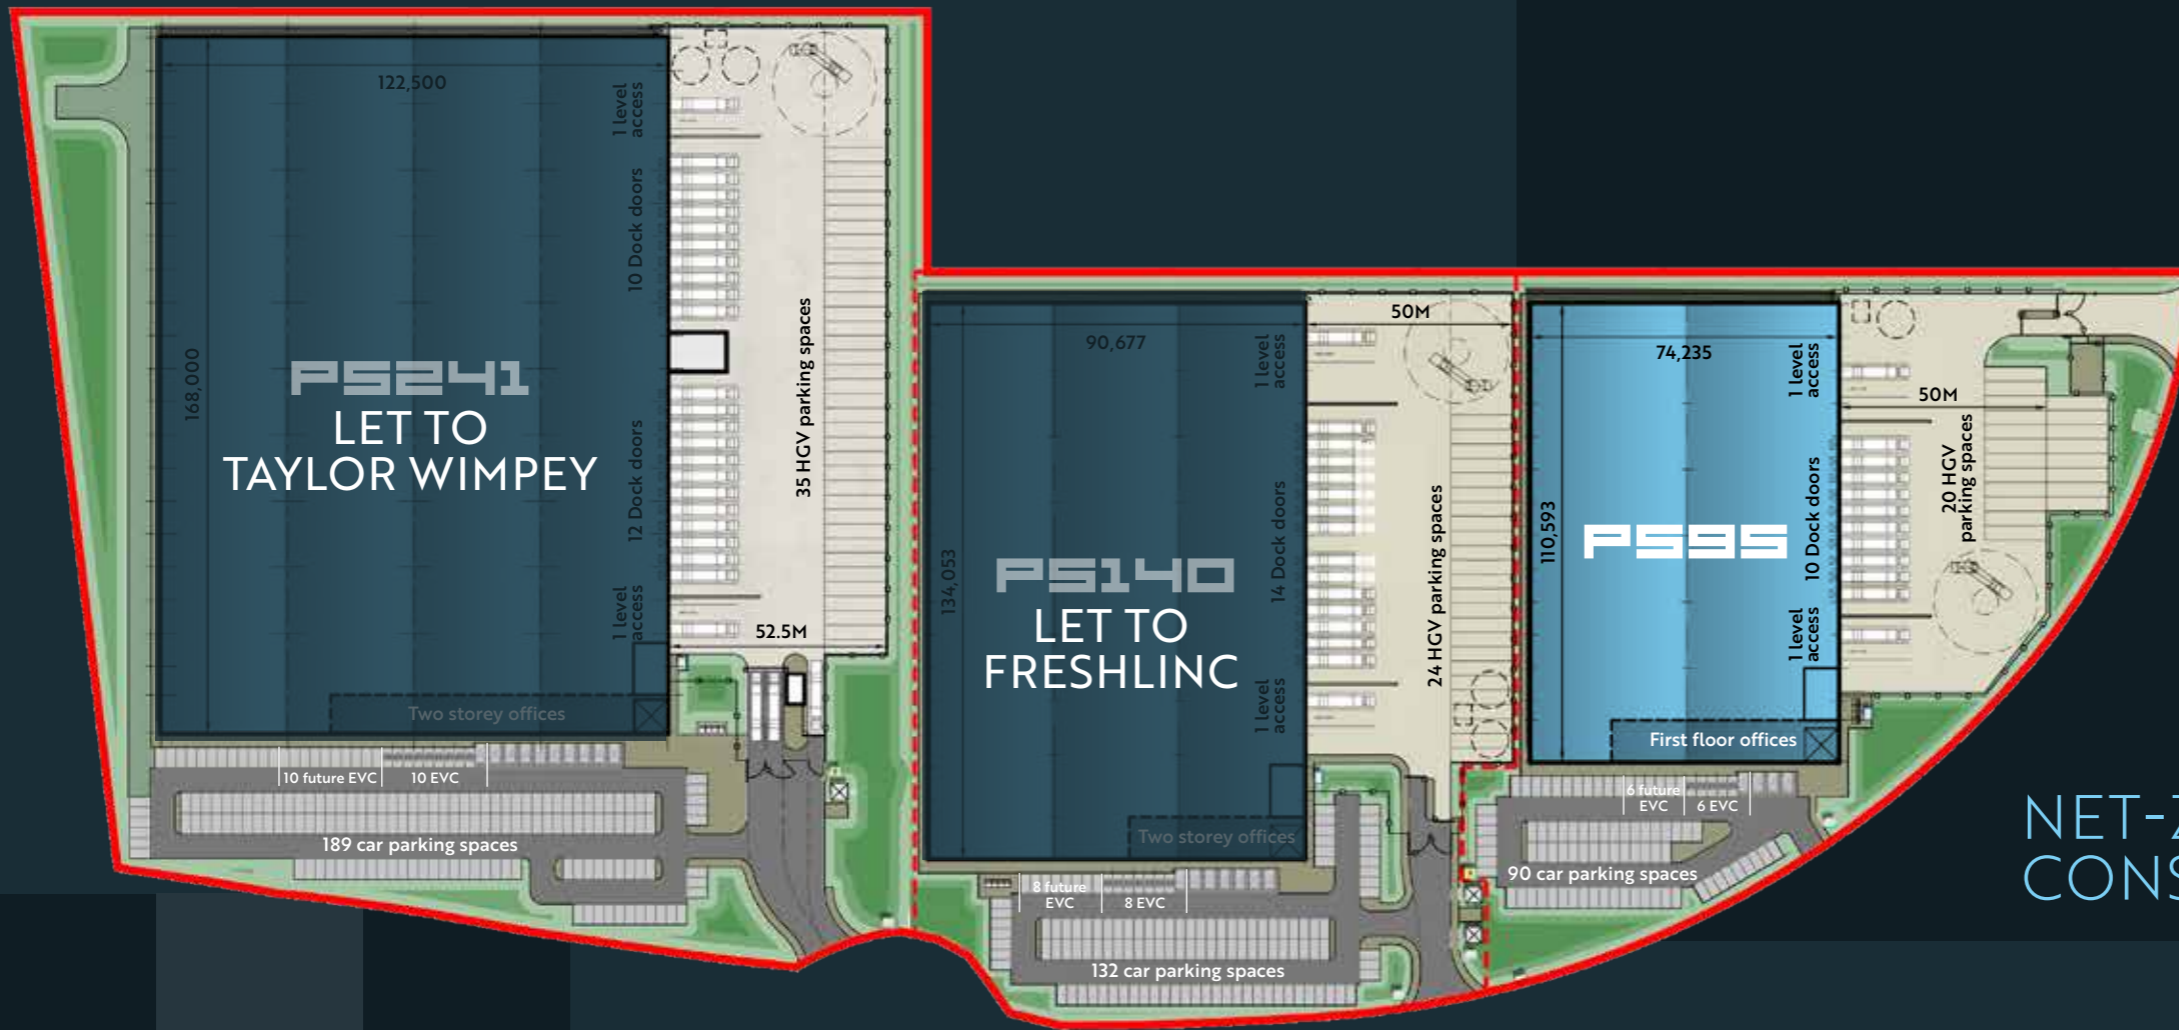 122,500
168,000
1 level
access
10 Dock doors
12 Dock doors
1 level
access
PS241
LET TO
TAYLOR WIMPEY
Two storey offices
35 HGV parking spaces
52.5M
10 future EVC
10 EVC
189 car parking spaces
90,677
134,053
1 level
access
14 Dock doors
1 level
access
PS140
LET TO
FRESHLINC
Two storey offices
50M
24 HGV parking spaces
8 future
EVC
8 EVC
132 car parking spaces
74,235
110,593
1 level
access
10 Dock doors
1 level
access
PS95
First floor offices
50M
20 HGV
parking spaces
6 future
EVC
6 EVC
90 car parking spaces
NET-Z
CONS